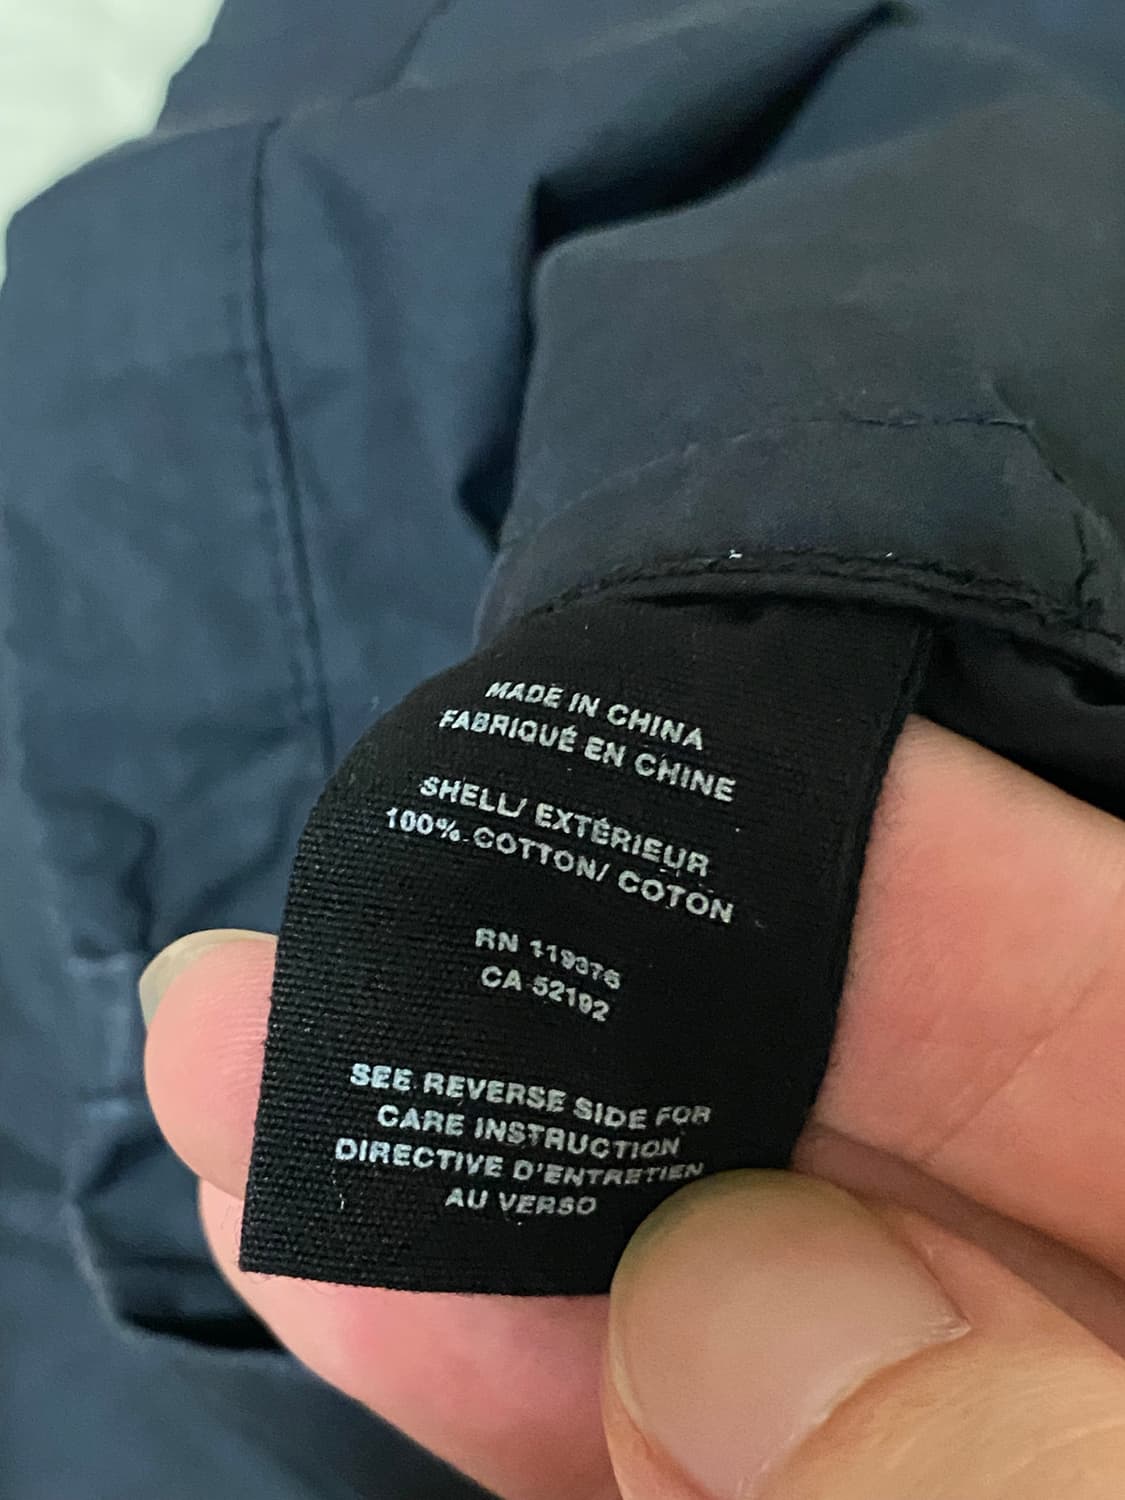 MADE IN CHINA
FABRIQUÉ EN CHINE
SHELL/ EXTÉRIEUR
100% COTTON/ COTON
RN 119376
CA 52192
SEE REVERSE SIDE FOR
CARE INSTRUCTION
DIRECTIVE D'ENTRETIEN
AU VERSO